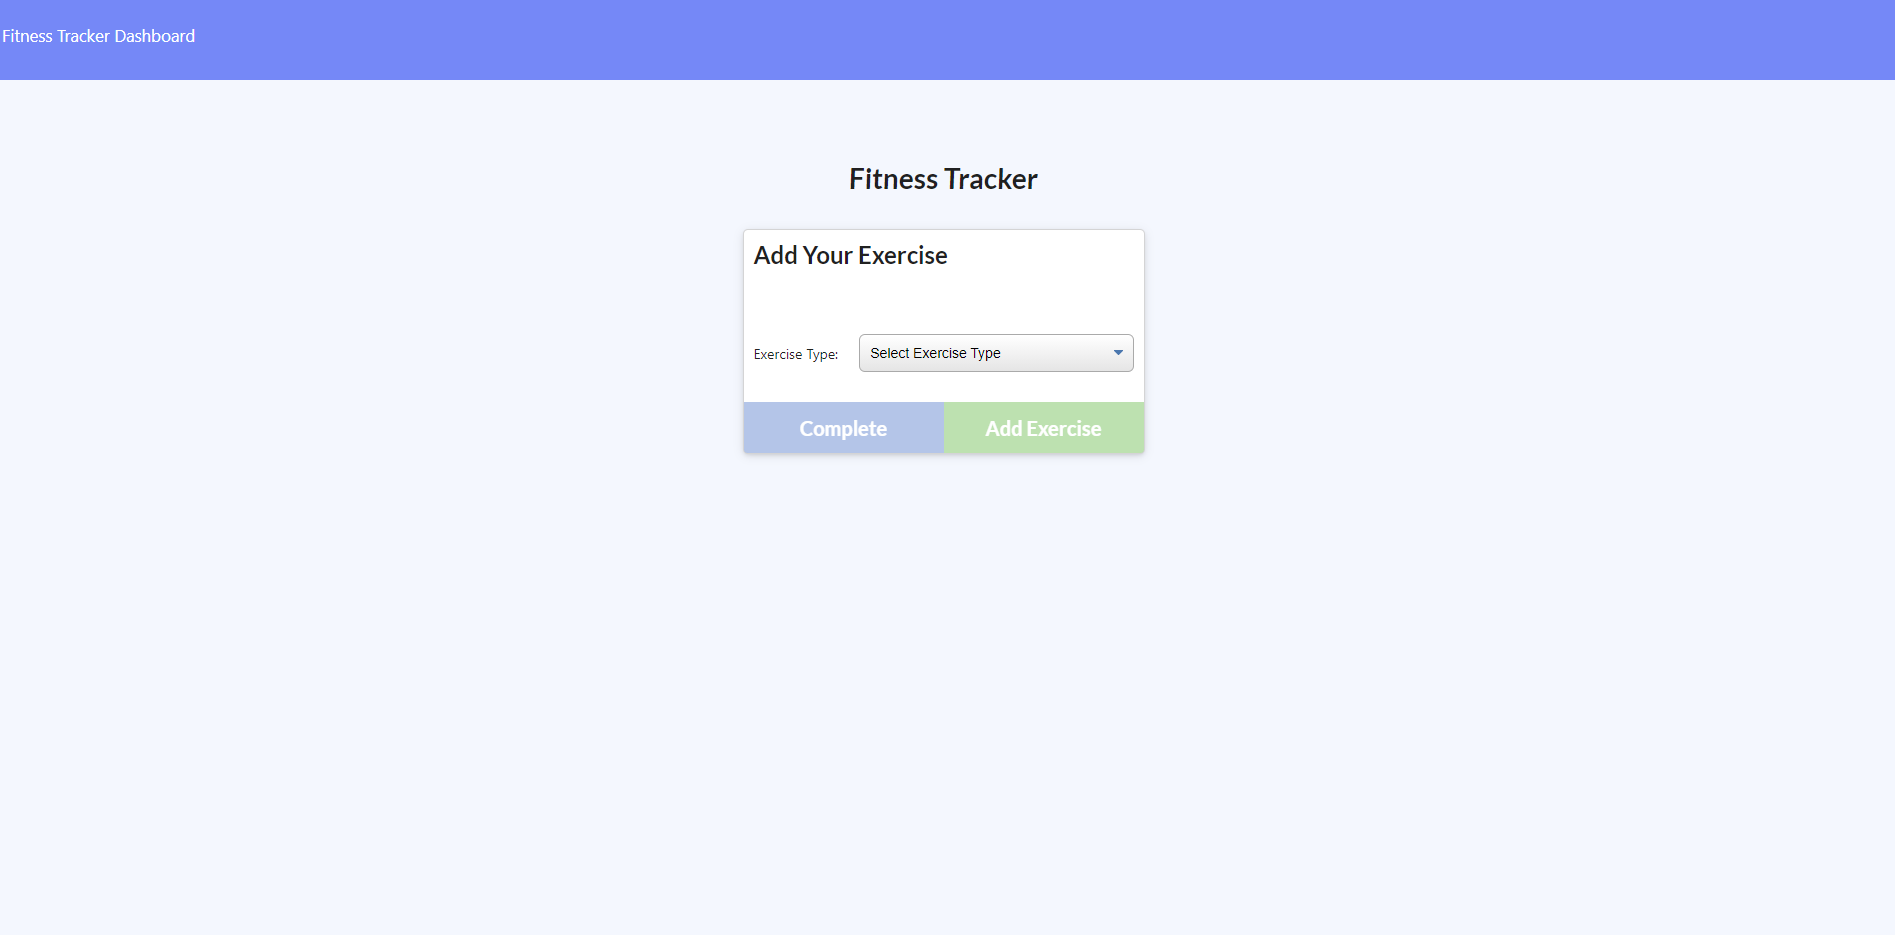 Fitness Tracker Dashboard
Fitness Tracker
Add Your Exercise
Exercise Type: Select Exercise Type
Complete Add Exercise